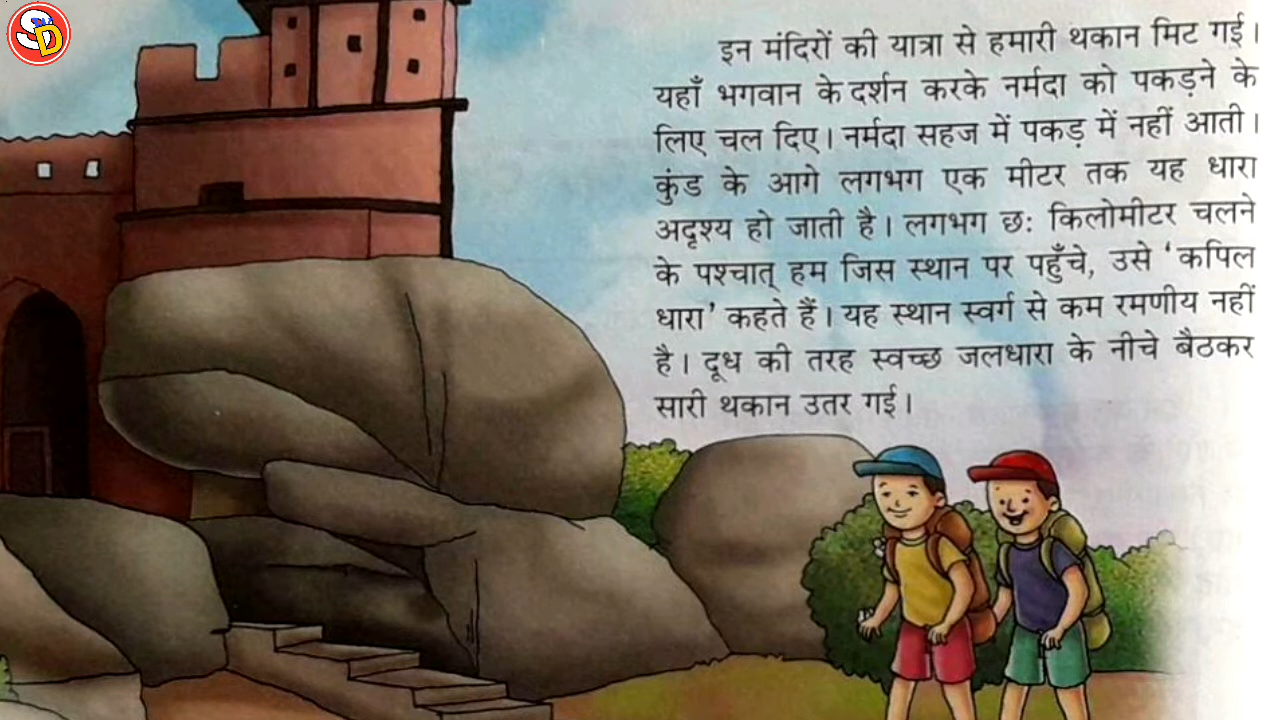 SD
इन मंदिरों की यात्रा से हमारी थकान मिट गई।
यहाँ भगवान के दर्शन करके नर्मदा को पकड़ने के
लिए चल दिए। नर्मदा सहज में पकड़ में नहीं आती।
कुंड के आगे लगभग एक मीटर तक यह धारा
अदृश्य हो जाती है। लगभग छः किलोमीटर चलने
के पश्चात् हम जिस स्थान पर पहुँचे, उसे ‘कपिल
धारा’ कहते हैं। यह स्थान स्वर्ग से कम रमणीय नहीं
है। दूध की तरह स्वच्छ जलधारा के नीचे बैठकर
सारी थकान उतर गई।